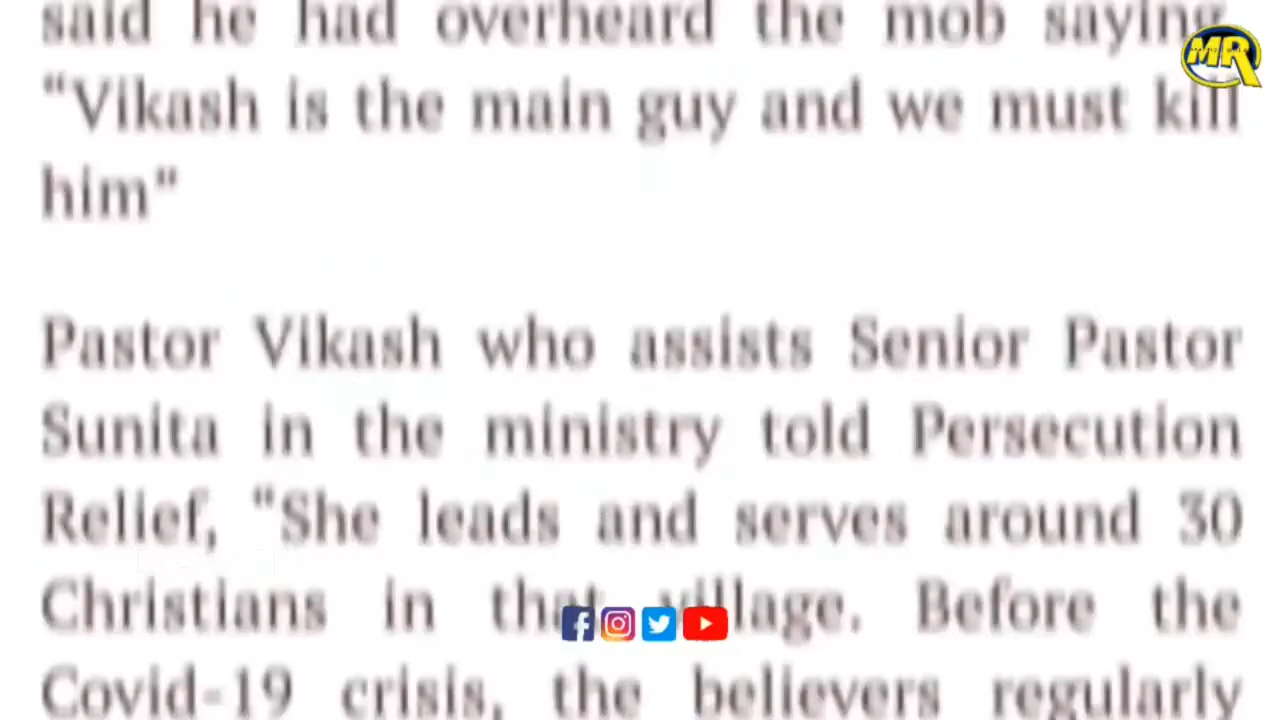 said he had overheard the mob saying,
"Vikash is the main guy and we must kill
him"
Pastor Vikash who assists Senior Pastor
Sunita in the ministry told Persecution
Relief, "She leads and serves around 30
Christians in that village. Before the
Covid-19 crisis, the believers regularly
MR